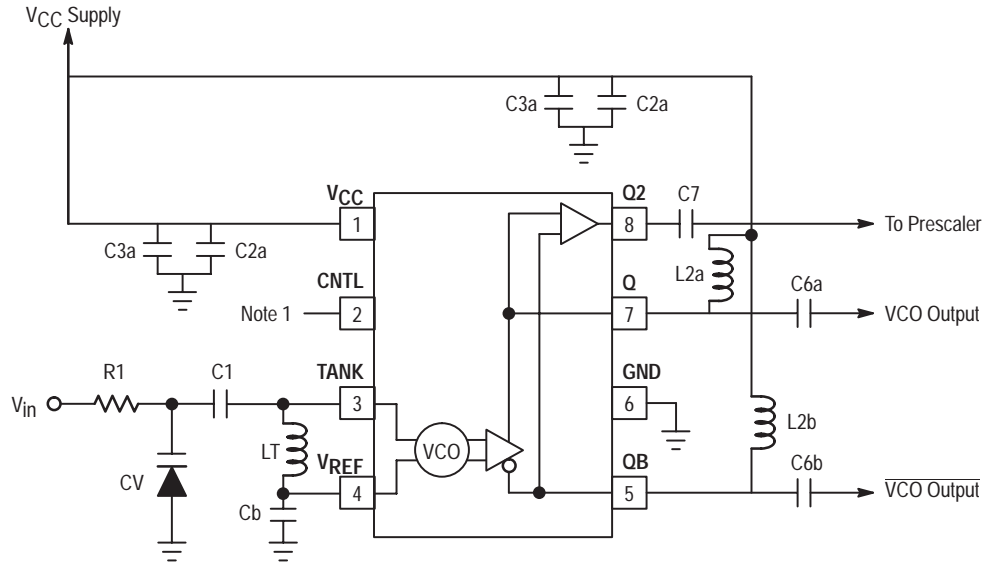 VCC Supply
C3a C2a
VCC
1
Q2
8
C7
To Prescaler
C3a C2a
L2a
CNTL
Note 1
2
Q
7
C6a
VCO Output
R1
C1
TANK
3
GND
6
Vin
LT
VCO
L2b
VREF
4
CV
Cb
QB
5
C6b
VCO Output